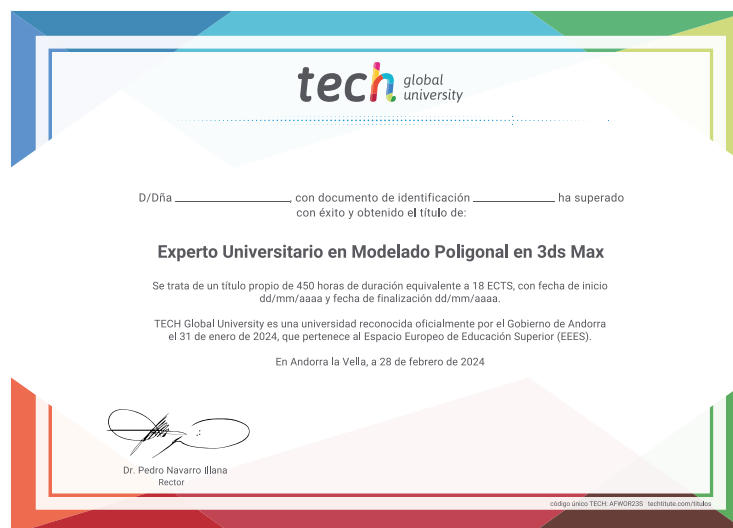 tech global university
D/Dña ____________________, con documento de identificación ______________ ha superado
con éxito y obtenido el título de:
Experto Universitario en Modelado Poligonal en 3ds Max
Se trata de un título propio de 450 horas de duración equivalente a 18 ECTS, con fecha de inicio
dd/mm/aaaa y fecha de finalización dd/mm/aaaa.
TECH Global University es una universidad reconocida oficialmente por el Gobierno de Andorra
el 31 de enero de 2024, que pertenece al Espacio Europeo de Educación Superior (EEES).
En Andorra la Vella, a 28 de febrero de 2024
Dr. Pedro Navarro Illana
Rector
código único TECH: AFWOR23S techtitute.com/titulos